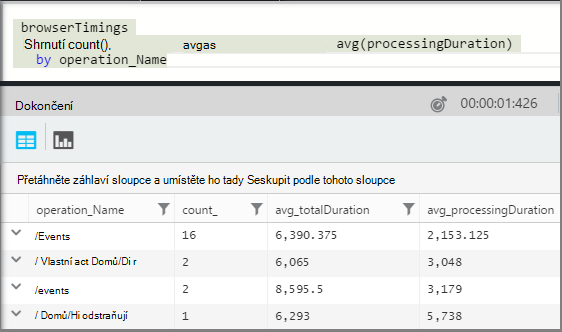 browserTimings
Shrnutí count(), avgas avg(processingDuration)
by operation_Name
Dokončení 00:00:01:426
Přetáhněte záhlaví sloupce a umístěte ho tady Seskupit podle tohoto sloupce
operation_Name count_ avg_totalDuration avg_processingDuration
/Events 16 6,390.375 2,153.125
/ Vlastní act Domů/Di r 2 6,065 3,048
/events 2 8,595.5 3,179
/ Domů/Hi odstraňují 1 6,293 5,738